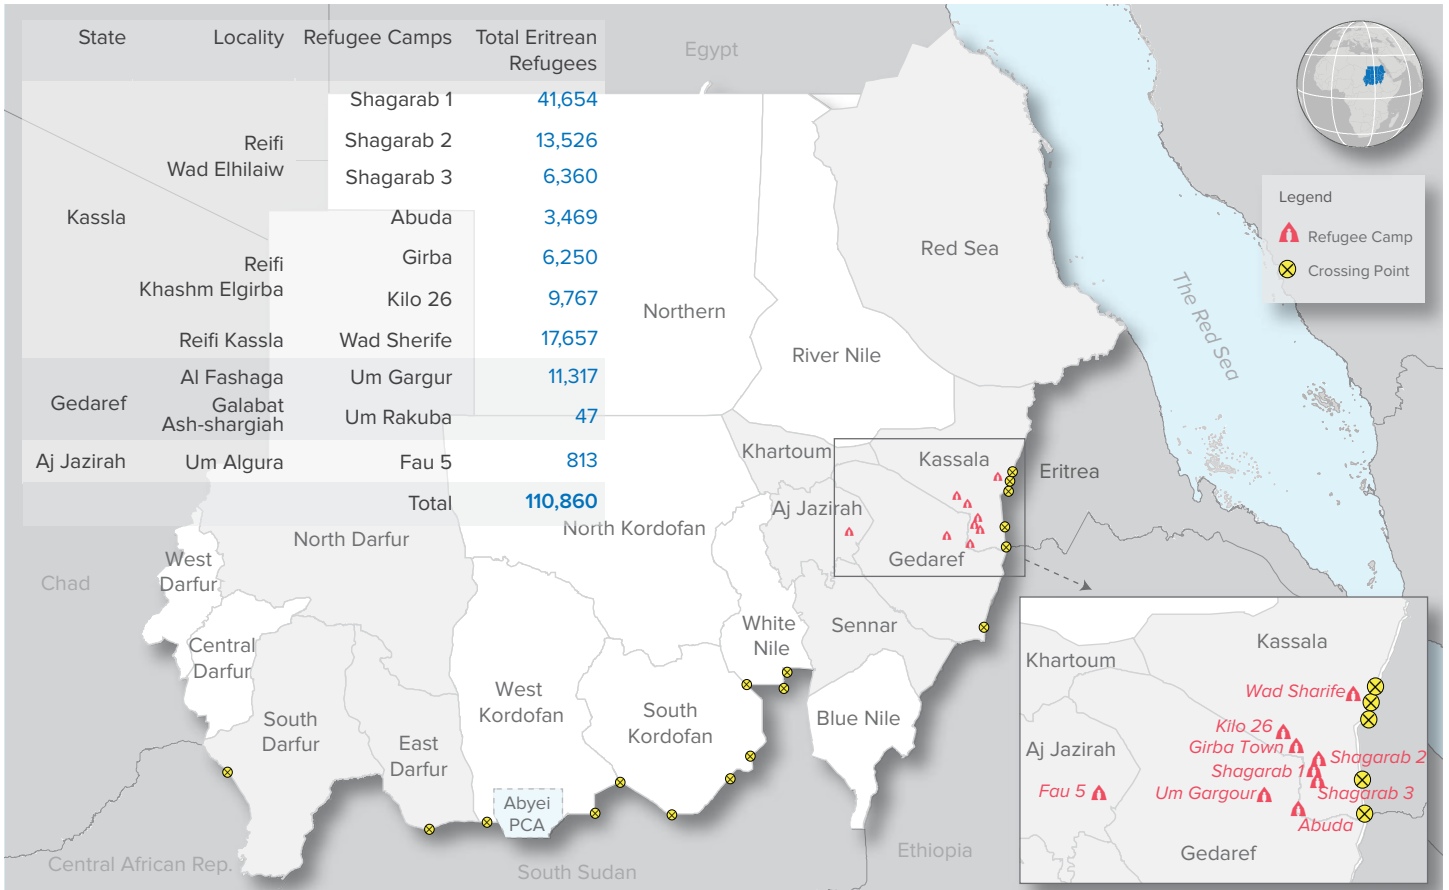 State Locality Refugee Camps Total Eritrean
Refugees
Shagarab 1 41,654
Reifi
Wad Elhilaiw
Shagarab 2 13,526
Shagarab 3 6,360
Kassla
Abuda 3,469
Reifi
Khashm Elgirba
Girba 6,250
Kilo 26 9,767
Reifi Kassla Wad Sherife 17,657
Gedaref
Al Fashaga Um Gargur 11,317
Galabat
Ash-shargiah
Um Rakuba 47
Aj Jazirah Um Algura Fau 5 813
Total 110,860
Egypt
Red Sea
The Red Sea
Legend
Refugee Camp
Crossing Point
Northern
River Nile
Khartoum
Kassala
Eritrea
Aj Jazirah
Gedaref
North Kordofan
North Darfur
West
Darfur
Chad
Central
Darfur
White
Nile
Sennar
West
Kordofan
South
Kordofan
Blue Nile
South
Darfur
East
Darfur
Abyei
PCA
Central African Rep.
South Sudan
Ethiopia
Kassala
Khartoum
Wad Sharife
Kilo 26
Girba Town
Aj Jazirah
Shagarab 2
Shagarab 1
Fau 5
Um Gargour
Shagarab 3
Abuda
Gedaref